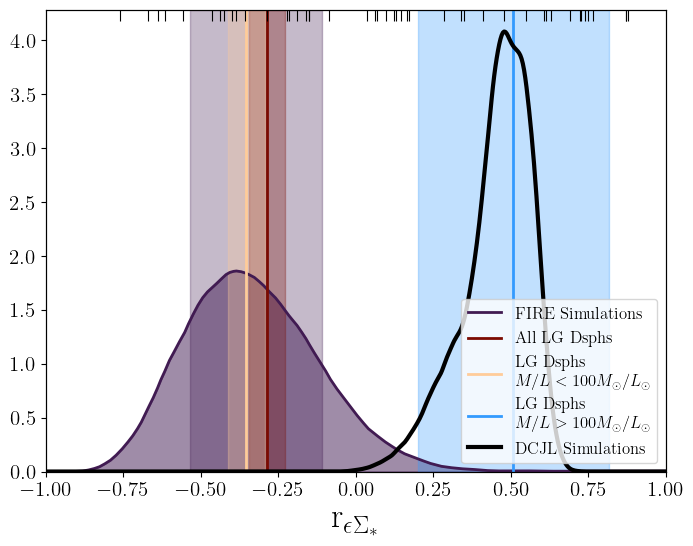 4.0
3.5
3.0
2.5
2.0
1.5
1.0
0.5
0.0
FIRE Simulations
All LG Dsphs
LG Dsphs
M/L < 100M⊙/L⊙
LG Dsphs
M/L > 100M⊙/L⊙
DCJL Simulations
−1.00 −0.75 −0.50 −0.25 0.00 0.25 0.50 0.75 1.00
r_{ϵΣ_*}